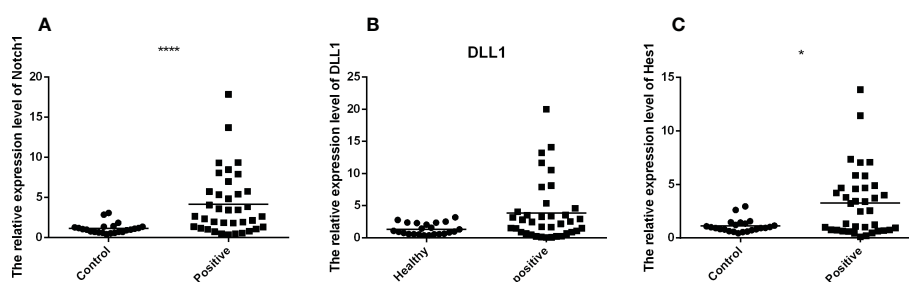 A
B
C
****
DLL1
*
The relative expression level of Notch1
20
15
10
5
0
Control
Positive
The relative expression level of DLL1
25
20
15
10
5
0
Healthy
positive
The relative expression level of Hes1
15
10
5
0
Control
Positive